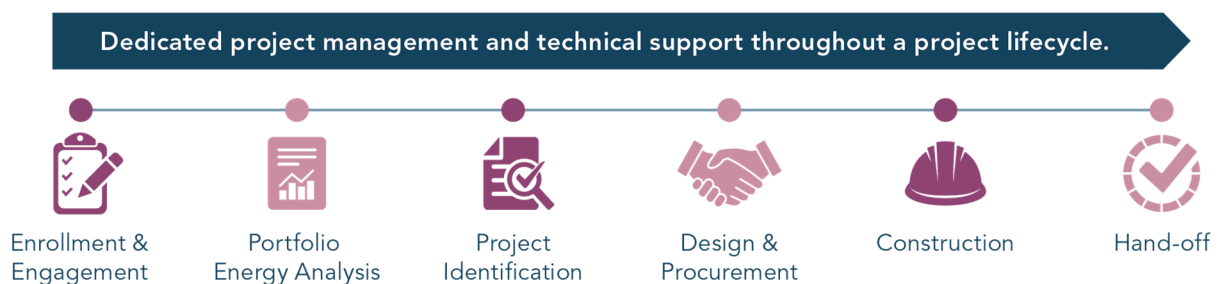 Dedicated project management and technical support throughout a project lifecycle.
Enrollment &
Engagement
Portfolio
Energy Analysis
Project
Identification
Design &
Procurement
Construction
Hand-off